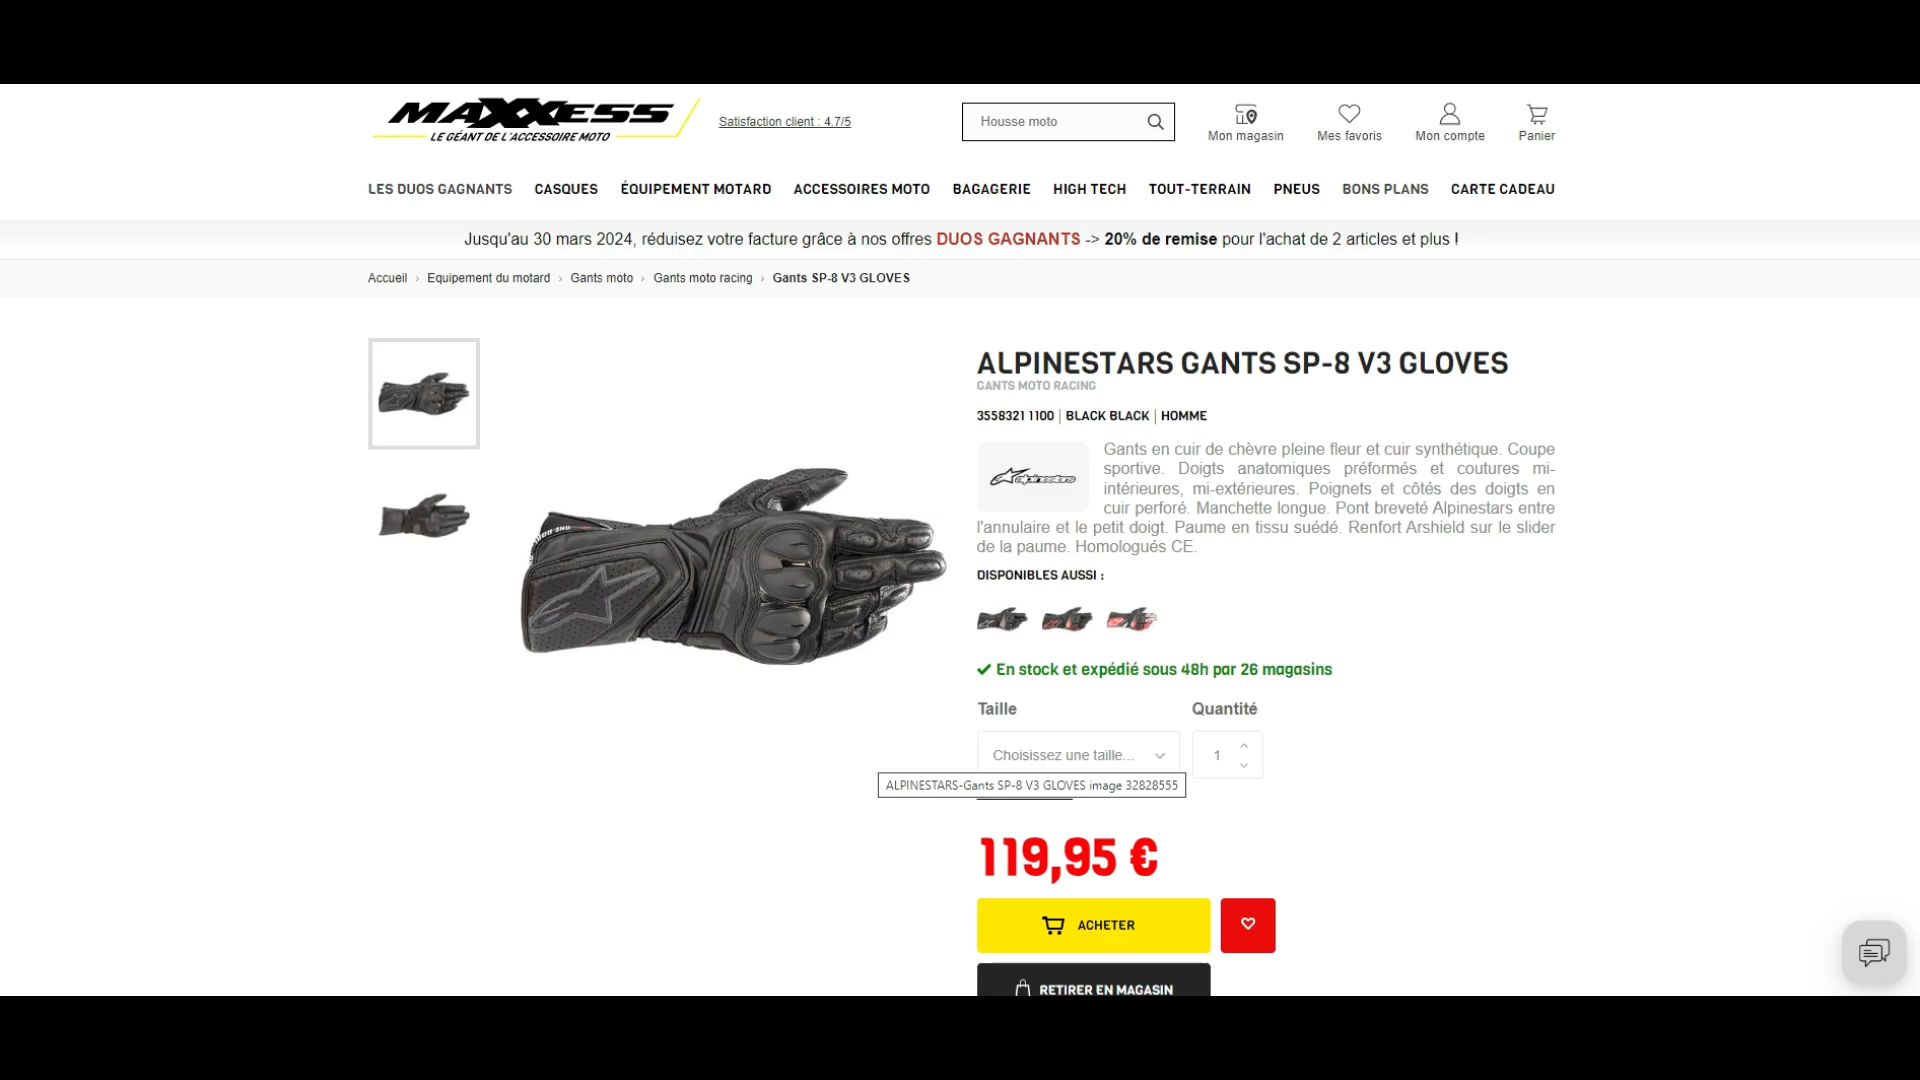 MAXXESS
LE GÉANT DE L'ACCESSOIRE MOTO
Satisfaction client : 4.7/5
Housse moto
Mon magasin
Mes favoris
Mon compte
Panier
LES DUOS GAGNANTS CASQUES ÉQUIPEMENT MOTARD ACCESSOIRES MOTO BAGAGERIE HIGH TECH TOUT-TERRAIN PNEUS BONS PLANS CARTE CADEAU
Jusqu'au 30 mars 2024, réduisez votre facture grâce à nos offres DUOS GAGNANTS -> 20% de remise pour l'achat de 2 articles et plus !
Accueil › Equipement du motard › Gants moto › Gants moto racing › Gants SP-8 V3 GLOVES
ALPINESTARS GANTS SP-8 V3 GLOVES
GANTS MOTO RACING
3558321 1100 | BLACK BLACK | HOMME
alpinestars
Gants en cuir de chèvre pleine fleur et cuir synthétique. Coupe
sportive. Doigts anatomiques préformés et coutures mi-
intérieures, mi-extérieures. Poignets et côtés des doigts en
cuir perforé. Manchette longue. Pont breveté Alpinestars entre
l'annulaire et le petit doigt. Paume en tissu suédé. Renfort Arshield sur le slider
de la paume. Homologués CE.
DISPONIBLES AUSSI :
En stock et expédié sous 48h par 26 magasins
Taille
Quantité
Choisissez une taille...
1
ALPINESTARS-Gants SP-8 V3 GLOVES image 32828555
119,95 €
ACHETER
RETIRER EN MAGASIN